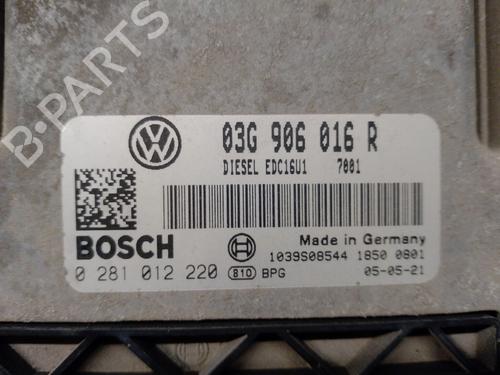 B-PARTS
03G 906 016 R
DIESEL EDC16U1 7001
BOSCH
Made in Germany
1039S08544 1850 0801
0 281 012 220 810 BPG 05-05-21